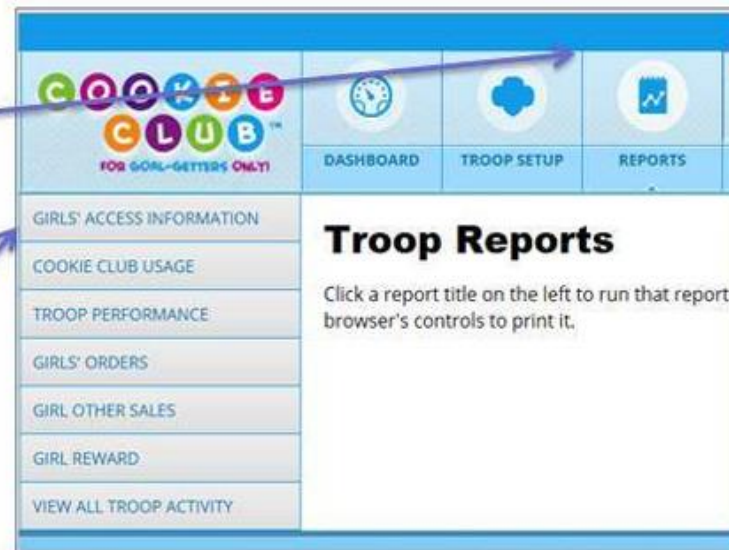 COOKIE
CLUB™
FOR GOAL-GETTERS ONLY!
DASHBOARD
TROOP SETUP
REPORTS
GIRLS' ACCESS INFORMATION
COOKIE CLUB USAGE
TROOP PERFORMANCE
GIRLS' ORDERS
GIRL OTHER SALES
GIRL REWARD
VIEW ALL TROOP ACTIVITY
Troop Reports
Click a report title on the left to run that report
browser's controls to print it.